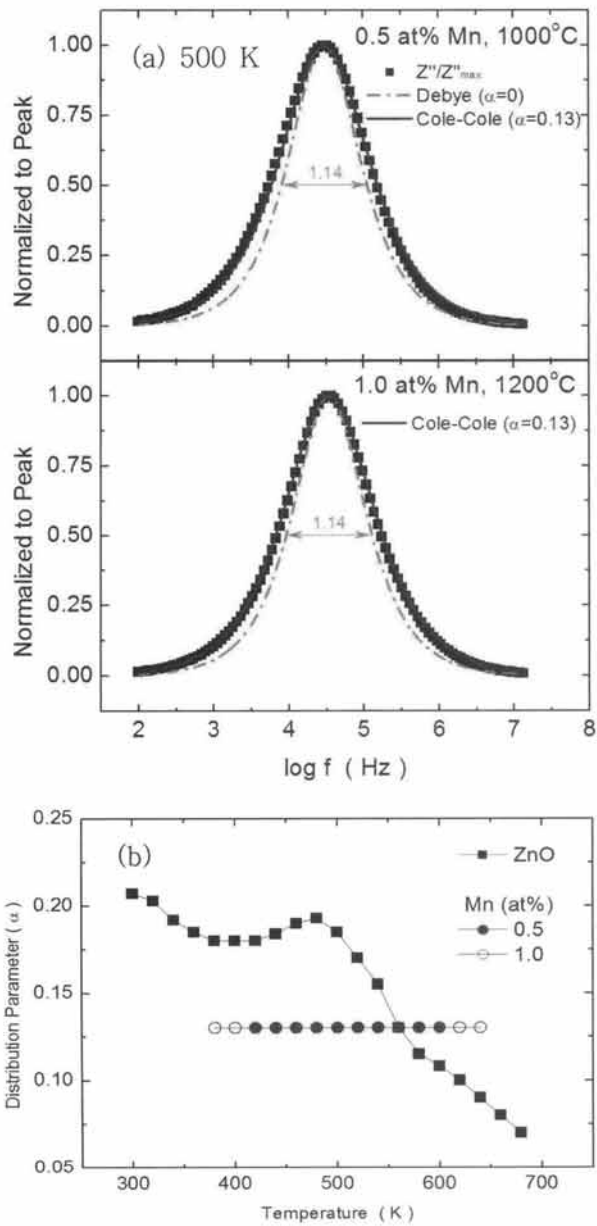 (a) 500 K
0.5 at% Mn, 1000°C
Z''/Z''max
Debye (α=0)
Cole-Cole (α=0.13)
1.00
0.75
0.50
0.25
0.00
Normalized to Peak
1.14
1.0 at% Mn, 1200°C
Cole-Cole (α=0.13)
1.00
0.75
0.50
0.25
0.00
Normalized to Peak
1.14
2 3 4 5 6 7 8
log f ( Hz )
(b)
ZnO
Mn (at%)
0.5
1.0
0.25
0.20
0.15
0.10
0.05
Distribution Parameter (α)
300 400 500 600 700
Temperature ( K )